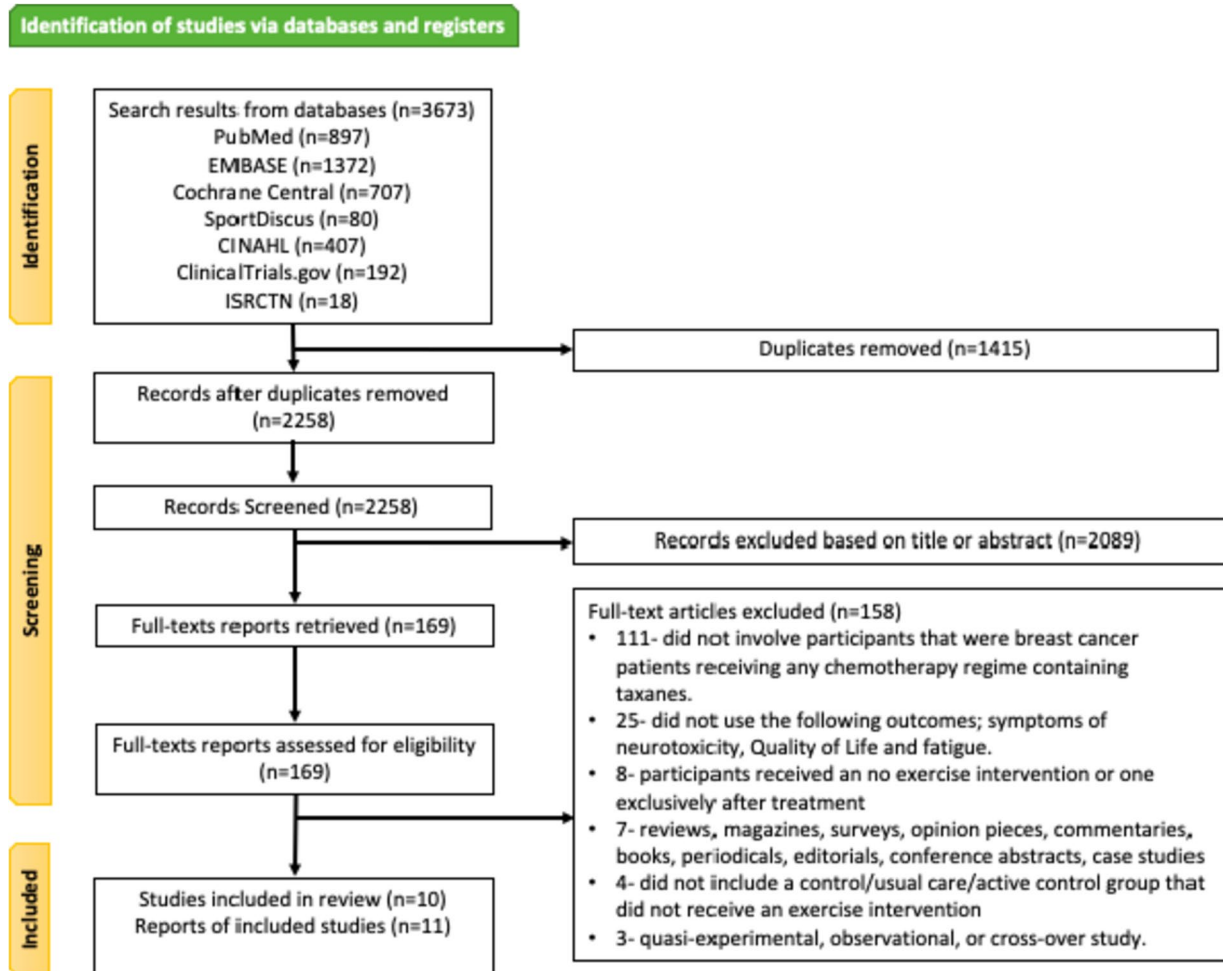 Identification of studies via databases and registers
Identification
Search results from databases (n=3673)
PubMed (n=897)
EMBASE (n=1372)
Cochrane Central (n=707)
SportDiscus (n=80)
CINAHL (n=407)
ClinicalTrials.gov (n=192)
ISRCTN (n=18)
Duplicates removed (n=1415)
Screening
Records after duplicates removed
(n=2258)
Records Screened (n=2258)
Records excluded based on title or abstract (n=2089)
Full-texts reports retrieved (n=169)
Full-texts reports assessed for eligibility
(n=169)
Full-text articles excluded (n=158)
• 111- did not involve participants that were breast cancer
patients receiving any chemotherapy regime containing
taxanes.
• 25- did not use the following outcomes; symptoms of
neurotoxicity, Quality of Life and fatigue.
• 8- participants received an no exercise intervention or one
exclusively after treatment
• 7- reviews, magazines, surveys, opinion pieces, commentaries,
books, periodicals, editorials, conference abstracts, case studies
• 4- did not include a control/usual care/active control group that
did not receive an exercise intervention
• 3- quasi-experimental, observational, or cross-over study.
Included
Studies included in review (n=10)
Reports of included studies (n=11)